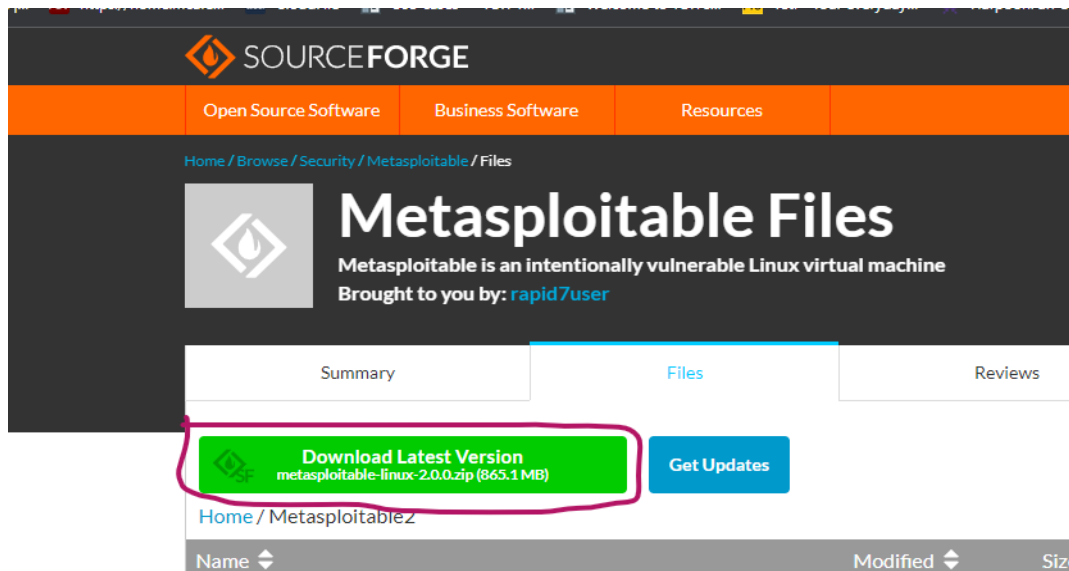 SOURCEFORGE
Open Source Software Business Software Resources
Home / Browse / Security / Metasploitable / Files
Metasploitable Files
Metasploitable is an intentionally vulnerable Linux virtual machine
Brought to you by: rapid7user
Summary Files Reviews
Download Latest Version
metasploitable-linux-2.0.0.zip (865.1 MB)
SF
Get Updates
Home / Metasploitable2
Name Modified